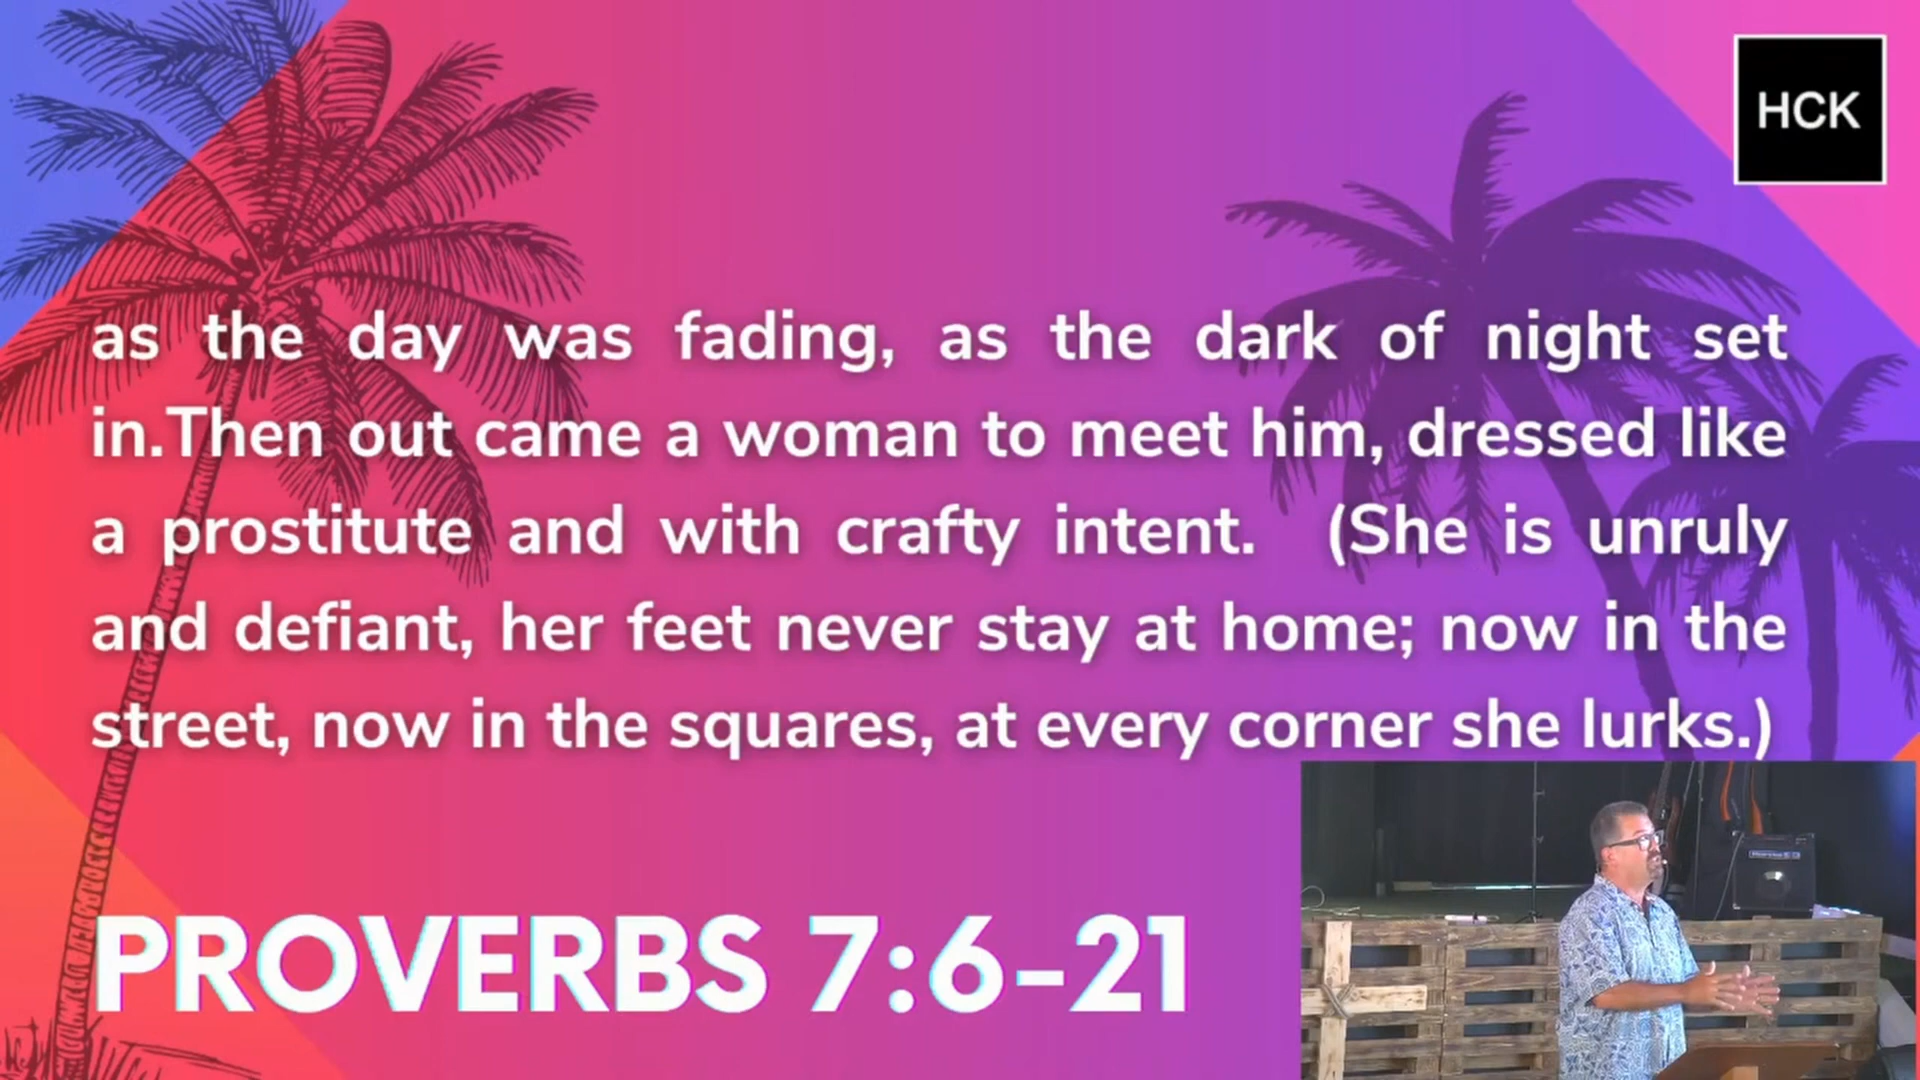 HCK
as the day was fading, as the dark of night set
in.Then out came a woman to meet him, dressed like
a prostitute and with crafty intent. (She is unruly
and defiant, her feet never stay at home; now in the
street, now in the squares, at every corner she lurks.)
PROVERBS 7:6-21